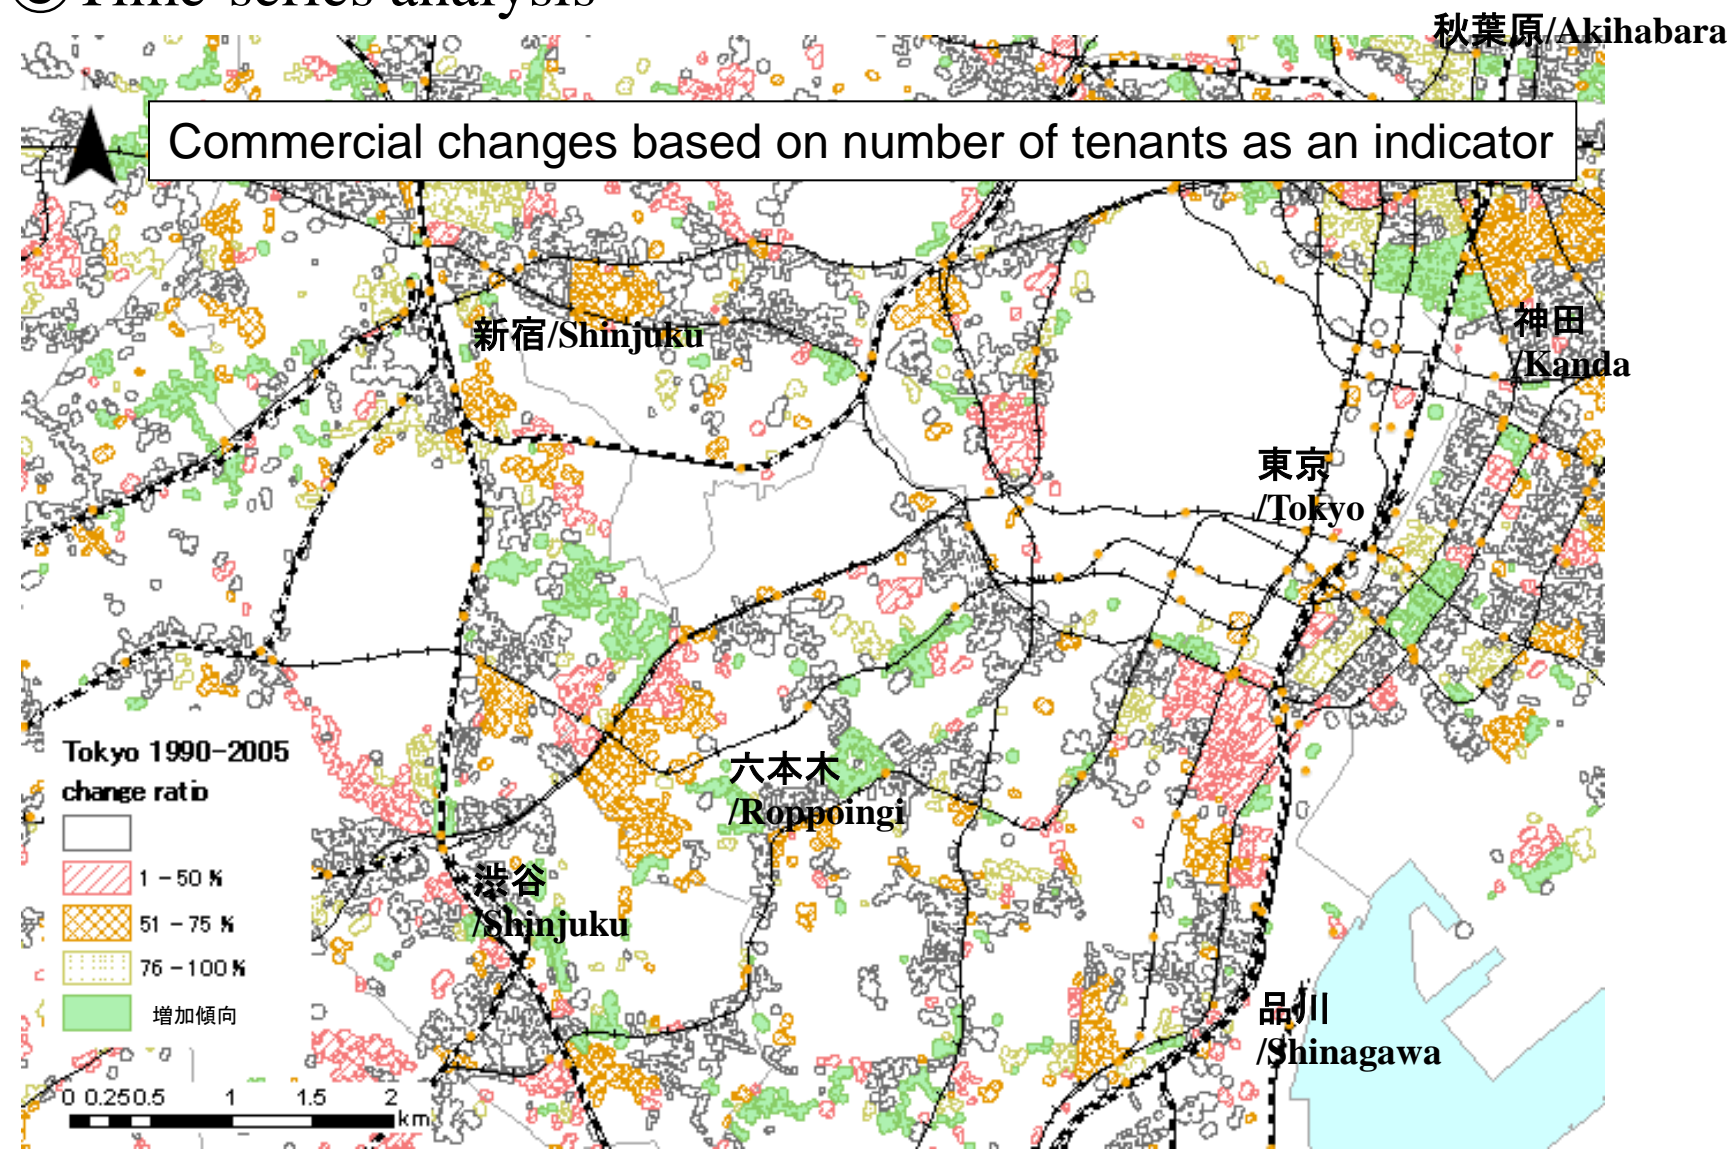 Time-series analysis
秋葉原/Akihabara
Commercial changes based on number of tenants as an indicator
新宿/Shinjuku
神田
/Kanda
東京
/Tokyo
六本木
/Roppoingi
渋谷
/Shinjuku
品川
/Shinagawa
Tokyo 1990-2005
change ratio
1 - 50 %
51 - 75 %
76 - 100 %
増加傾向
0 0.25 0.5 1 1.5 2
km